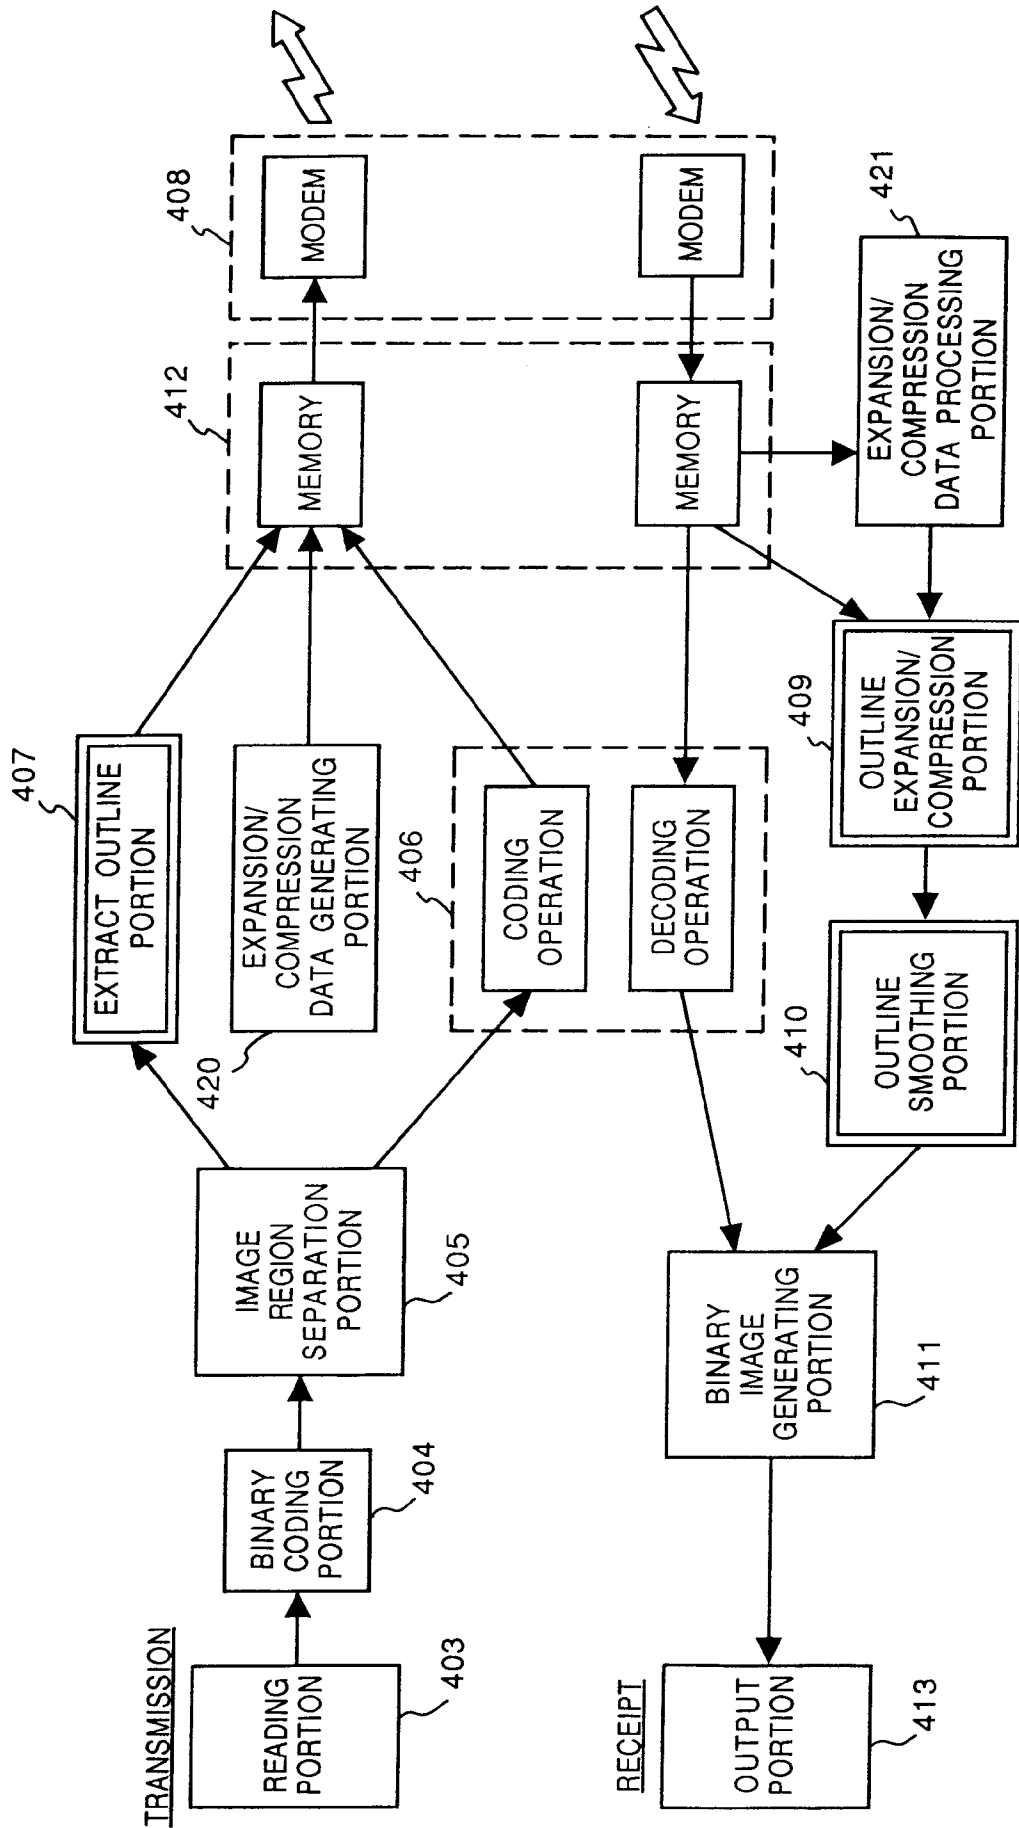 TRANSMISSION
READING
PORTION
403
BINARY
CODING
PORTION
404
IMAGE
REGION
SEPARATION
PORTION
405
EXTRACT OUTLINE
PORTION
407
EXPANSION/
COMPRESSION
DATA GENERATING
PORTION
420
406
CODING
OPERATION
DECODING
OPERATION
412
MEMORY
MEMORY
408
MODEM
MODEM
RECEIPT
OUTPUT
PORTION
413
BINARY
IMAGE
GENERATING
PORTION
411
OUTLINE
SMOOTHING
PORTION
410
OUTLINE
EXPANSION/
COMPRESSION
PORTION
409
EXPANSION/
COMPRESSION
DATA PROCESSING
PORTION
421